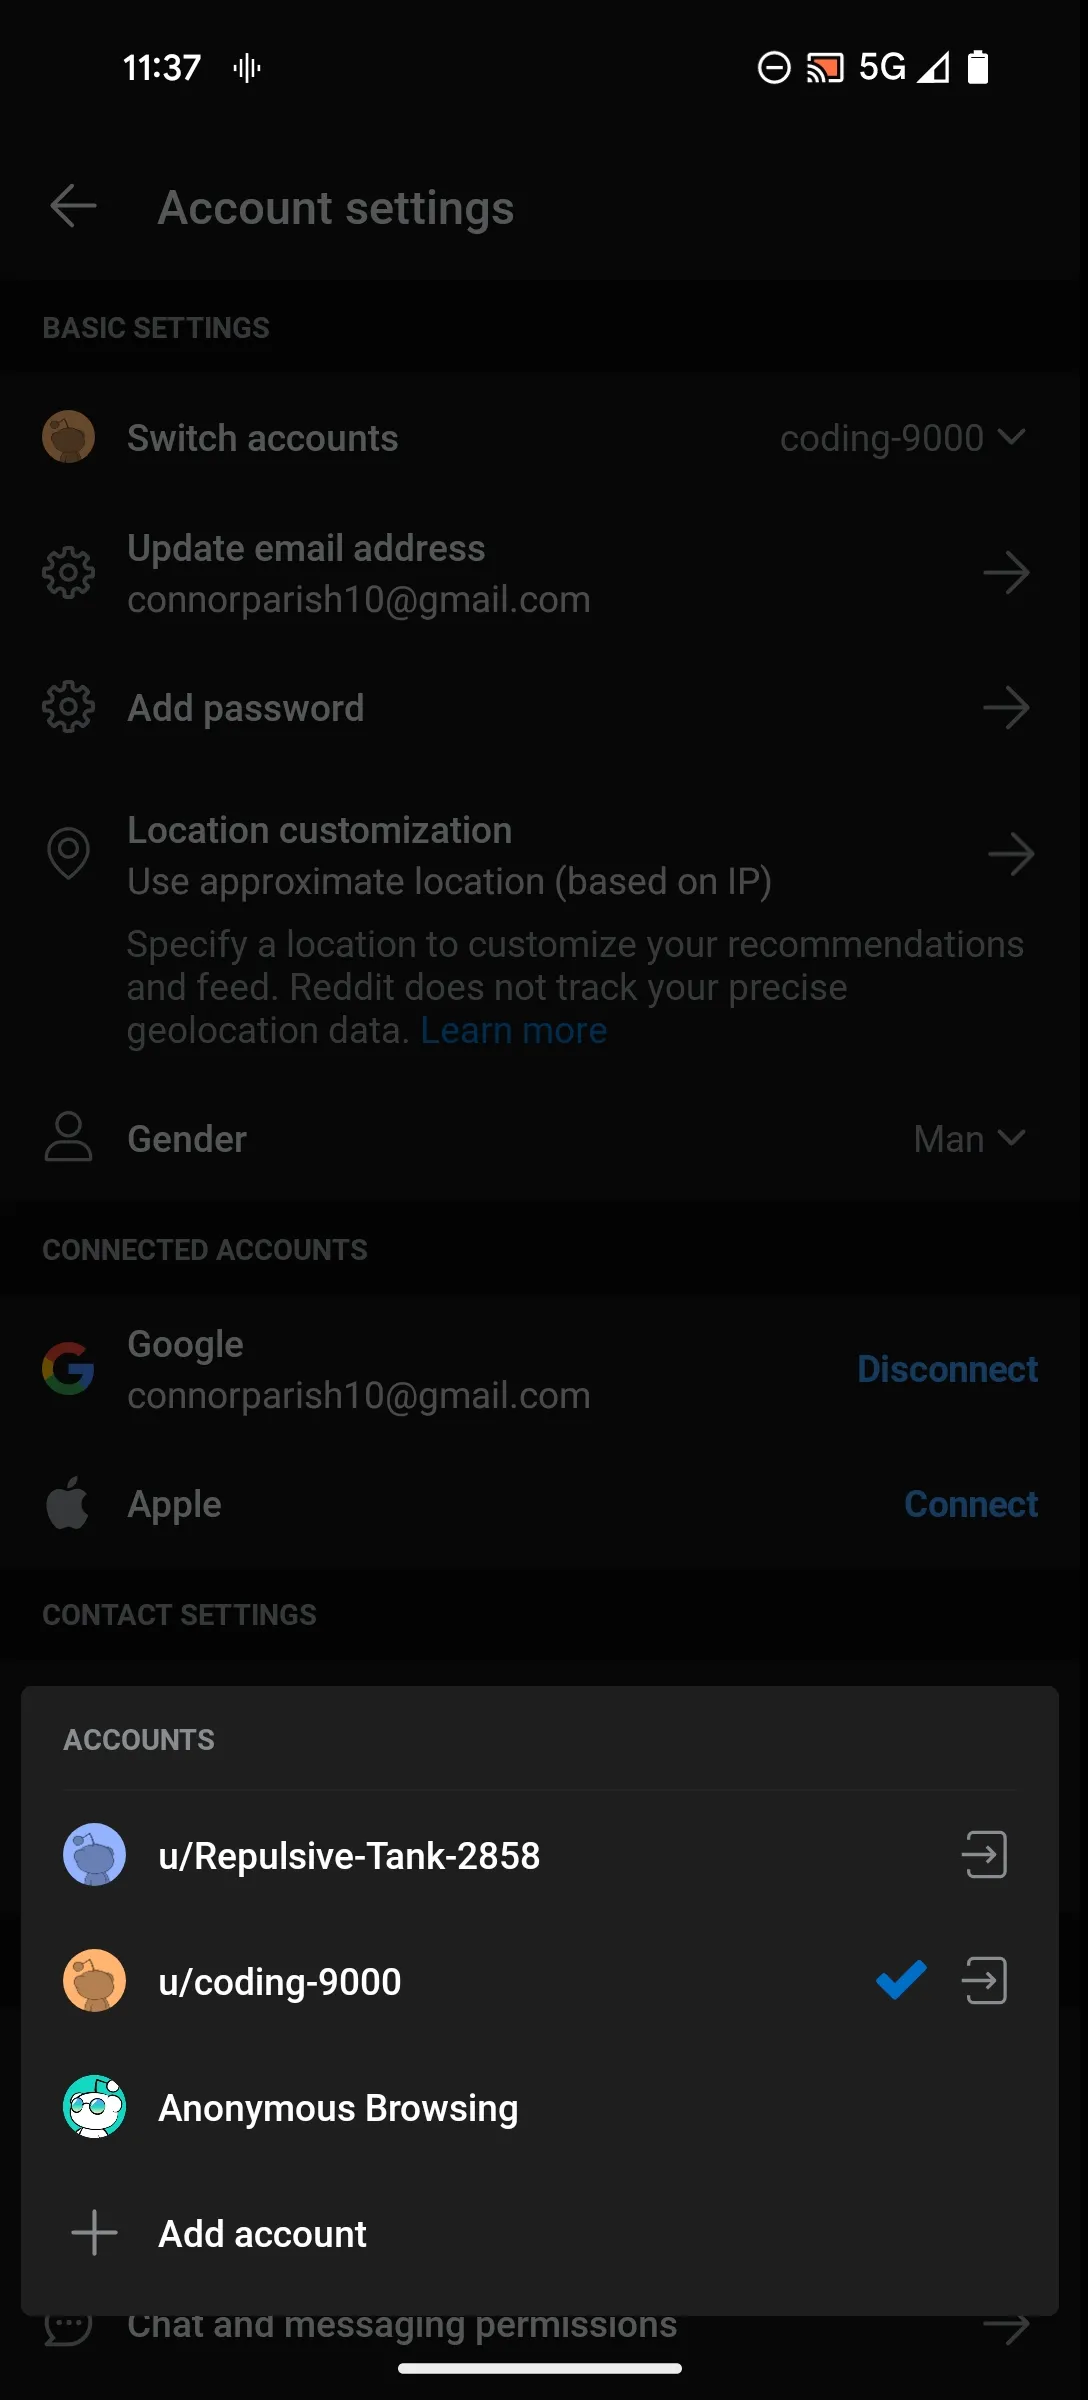 11:37
5G
Account settings
BASIC SETTINGS
Switch accounts
coding-9000
Update email address
connorparish10@gmail.com
Add password
Location customization
Use approximate location (based on IP)
Specify a location to customize your recommendations
and feed. Reddit does not track your precise
geolocation data. Learn more
Gender
Man
CONNECTED ACCOUNTS
Google
connorparish10@gmail.com
Disconnect
Apple
Connect
CONTACT SETTINGS
ACCOUNTS
u/Repulsive-Tank-2858
u/coding-9000
Anonymous Browsing
Add account
Chat and messaging permissions